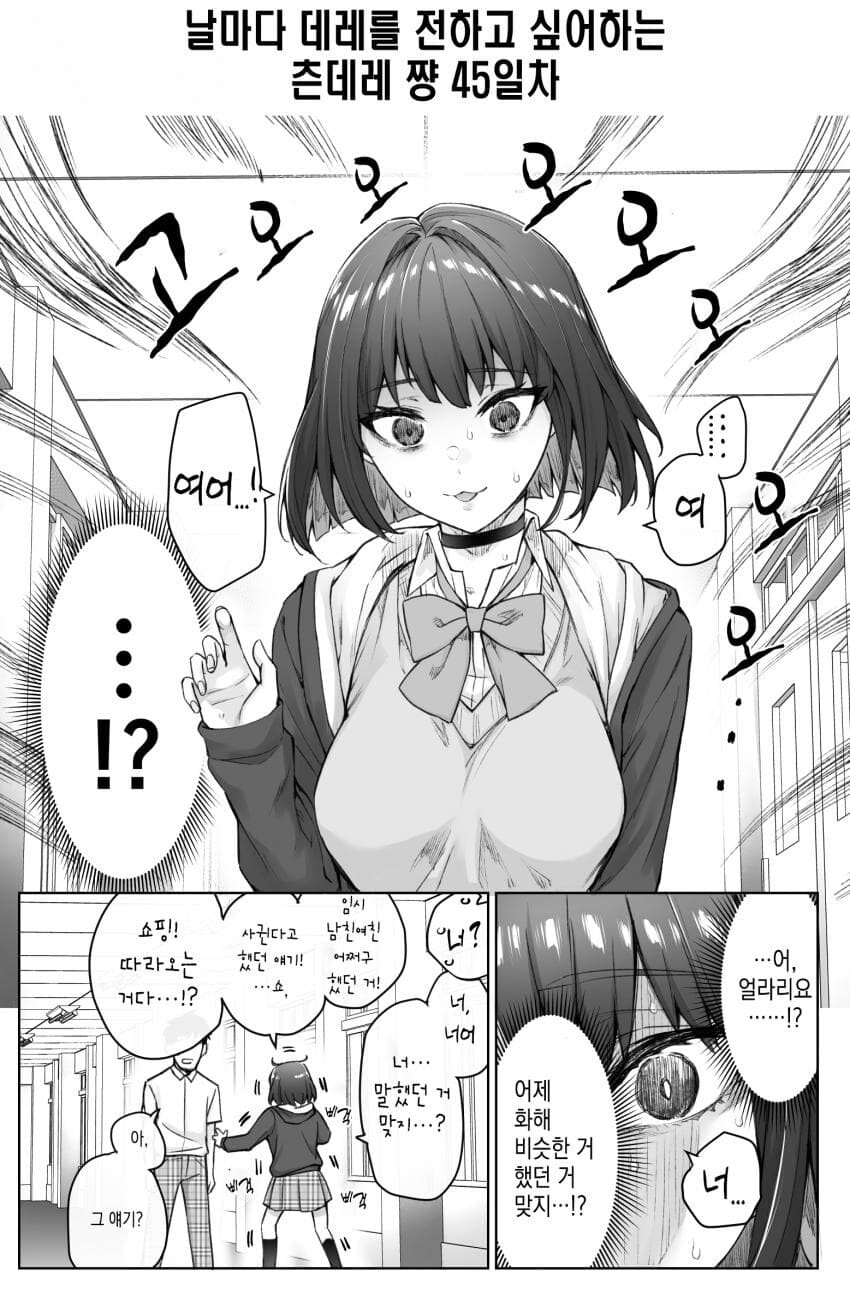 날마다 데레를 전하고 싶어하는
츤데레 쨩 45일차
고오오오오오오오……
……
여
여어…!
…
!?
…어,
얼라리요
……!?
어제
화해
비슷한 거
했던 거
맞지…!?
너…
너?
너,
너어
너…
말했던 거
맞지…?
임시
남친여친
어쩌구
했던 거!
사귄다고
했던 얘기!
…쇼,
쇼핑!
따라오는
거다…!?
삐걱
삐걱
삐걱
삐걱
아,
그 얘기?